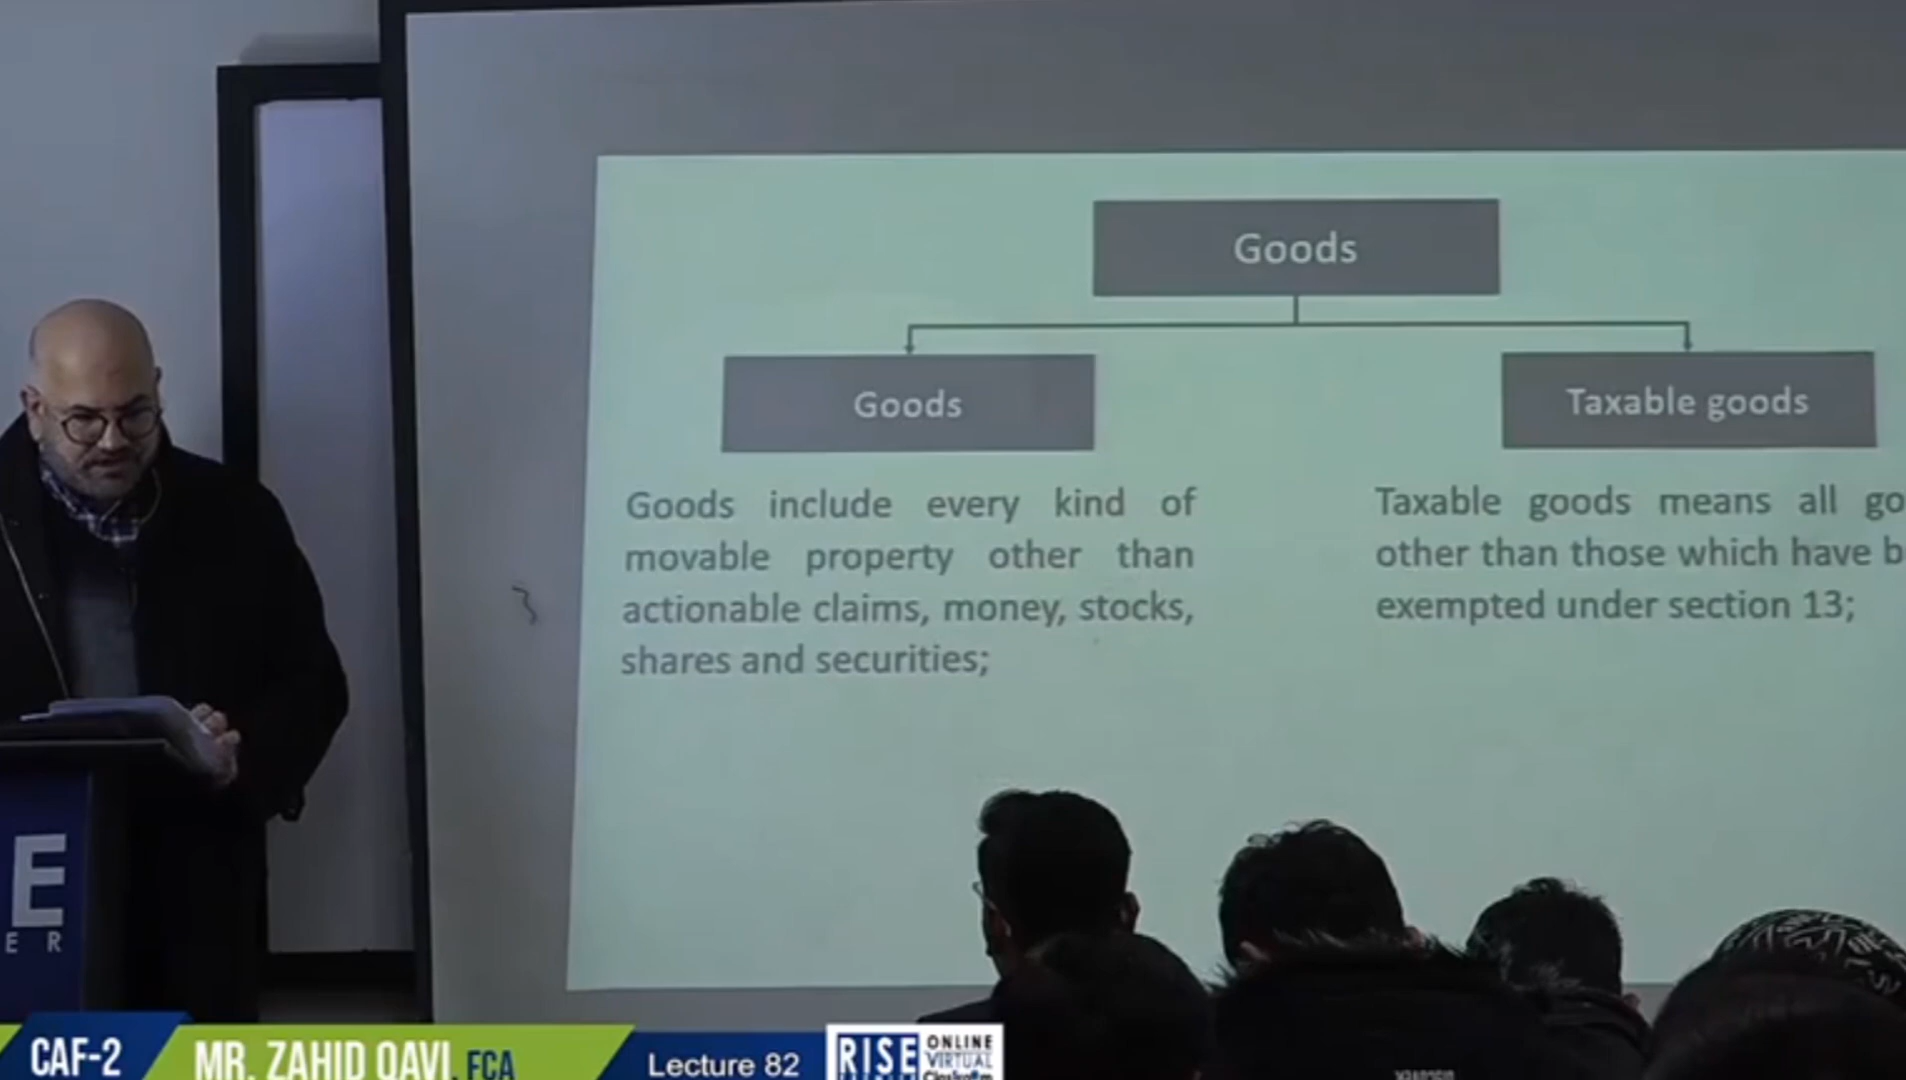 Goods
Goods
Taxable goods
Goods include every kind of
movable property other than
actionable claims, money, stocks,
shares and securities;
Taxable goods means all go
other than those which have b
exempted under section 13;
E
E R
CAF-2
MR. ZAHID QAVI, FCA
Lecture 82
RISE
ONLINE
VIRTUAL